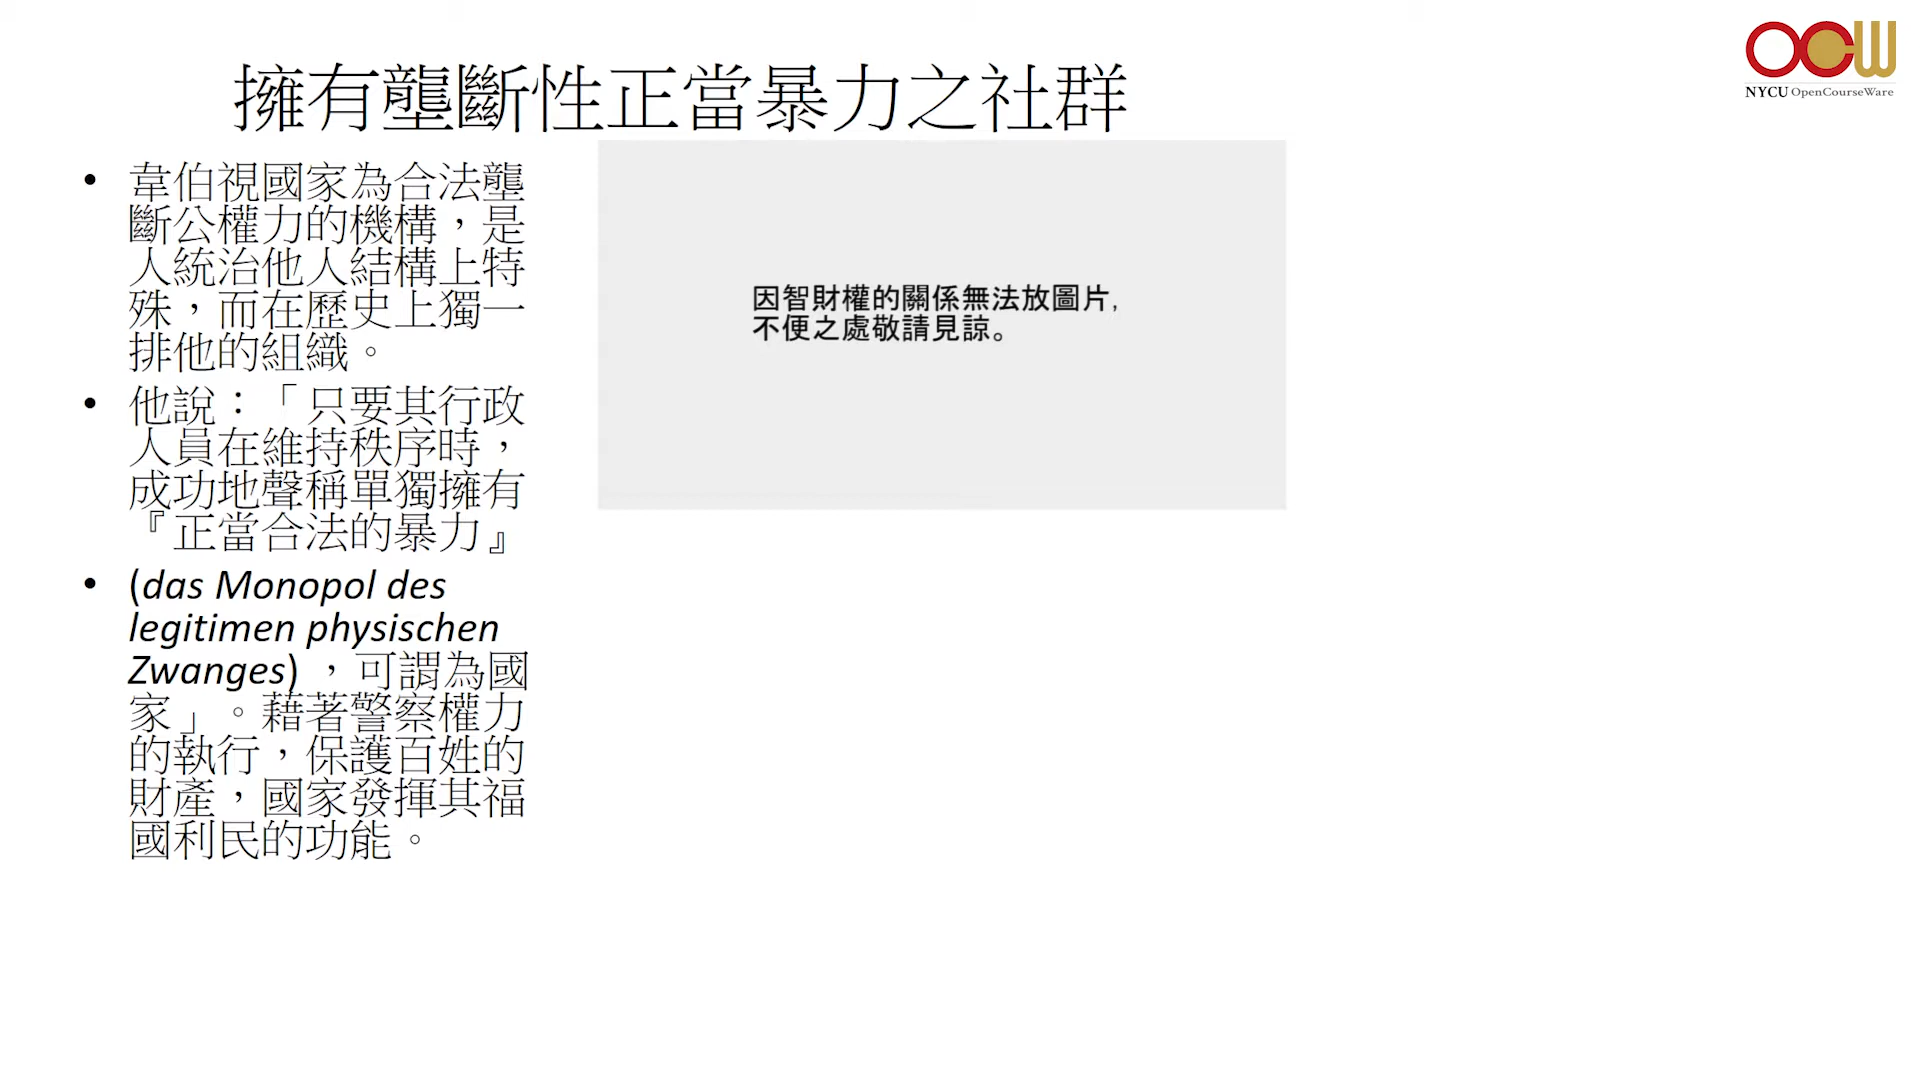 OCW
NYCU OpenCourseWare
擁有壟斷性正當暴力之社群
• 韋伯視國家為合法壟
斷公權力的機構，是
人統治他人結構上特
殊，而在歷史上獨一
排他的組織。
• 他說：「只要其行政
人員在維持秩序時，
成功地聲稱單獨擁有
『正當合法的暴力』
• (das Monopol des
legitimen physischen
Zwanges) ，可謂為國
家」。藉著警察權力
的執行，保護百姓的
財產，國家發揮其福
國利民的功能。
因智財權的關係無法放圖片,
不便之處敬請見諒。